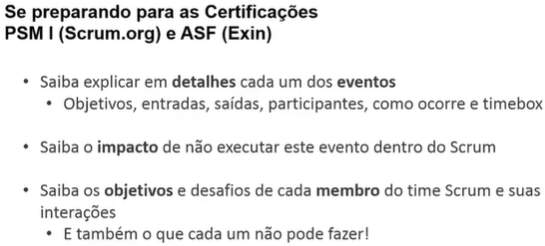 Se preparando para as Certificações
PSM I (Scrum.org) e ASF (Exin)
• Saiba explicar em detalhes cada um dos eventos
• Objetivos, entradas, saídas, participantes, como ocorre e timebox
• Saiba o impacto de não executar este evento dentro do Scrum
• Saiba os objetivos e desafios de cada membro do time Scrum e suas
interações
• E também o que cada um não pode fazer!